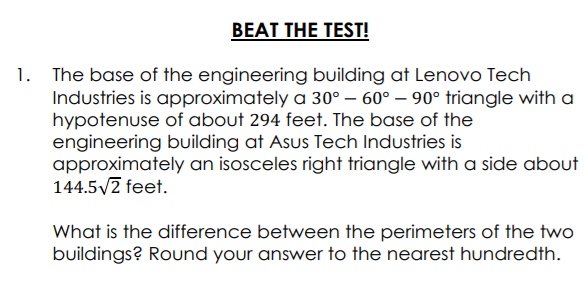 BEAT THE TEST!
1. The base of the engineering building at Lenovo Tech
Industries is approximately a 30° – 60° – 90° triangle with a
hypotenuse of about 294 feet. The base of the
engineering building at Asus Tech Industries is
approximately an isosceles right triangle with a side about
144.5√2 feet.
What is the difference between the perimeters of the two
buildings? Round your answer to the nearest hundredth.